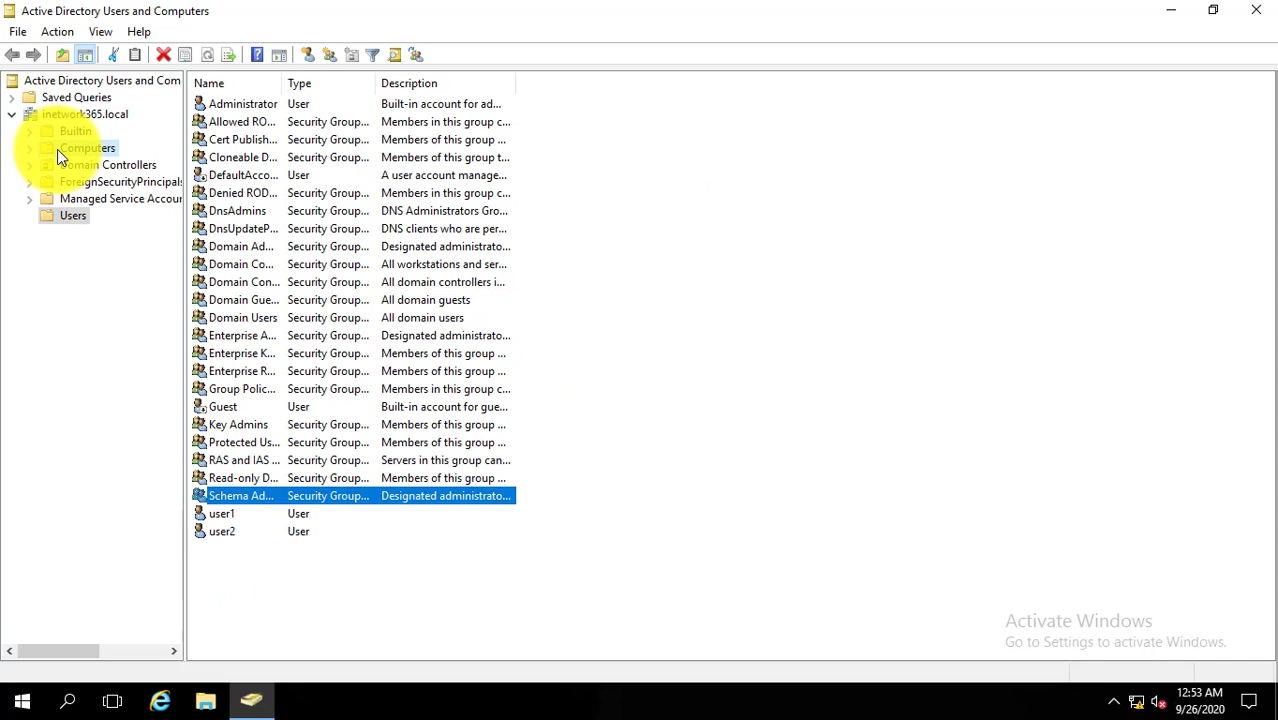 Active Directory Users and Computers
File Action View Help
Active Directory Users and Com
Saved Queries
inetwork365.local
Builtin
Computers
Domain Controllers
ForeignSecurityPrincipals
Managed Service Accou
Users
Name Type Description
Administrator User Built-in account for ad...
Allowed RO... Security Group... Members in this group c...
Cert Publish... Security Group... Members of this group ...
Cloneable D... Security Group... Members of this group t...
DefaultAcco... User A user account manage...
Denied ROD... Security Group... Members in this group c...
DnsAdmins Security Group... DNS Administrators Gro...
DnsUpdateP... Security Group... DNS clients who are per...
Domain Ad... Security Group... Designated administrato...
Domain Co... Security Group... All workstations and ser...
Domain Con... Security Group... All domain controllers i...
Domain Gue... Security Group... All domain guests
Domain Users Security Group... All domain users
Enterprise A... Security Group... Designated administrato...
Enterprise K... Security Group... Members of this group ...
Enterprise R... Security Group... Members of this group ...
Group Polic... Security Group... Members in this group c...
Guest User Built-in account for gue...
Key Admins Security Group... Members of this group ...
Protected Us... Security Group... Members of this group ...
RAS and IAS ... Security Group... Servers in this group can...
Read-only D... Security Group... Members of this group ...
Schema Ad... Security Group... Designated administrato...
user1 User
user2 User
Activate Windows
Go to Settings to activate Windows.
12:53 AM
9/26/2020